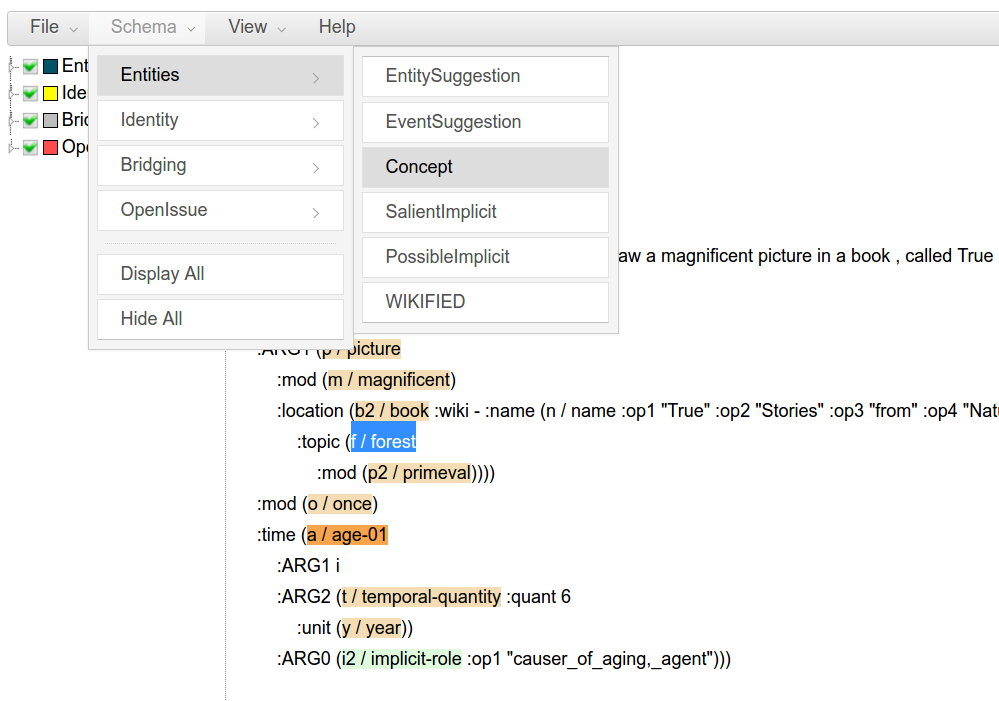 File Schema View Help
Ent
Ide
Brid
Ope
Entities
Identity
Bridging
OpenIssue
Display All
Hide All
EntitySuggestion
EventSuggestion
Concept
SalientImplicit
PossibleImplicit
WIKIFIED
aw a magnificent picture in a book , called True
:ARG1 (p / picture
:mod (m / magnificent)
:location (b2 / book :wiki - :name (n / name :op1 "True" :op2 "Stories" :op3 "from" :op4 "Natu
:topic (f / forest
:mod (p2 / primeval))))
:mod (o / once)
:time (a / age-01
:ARG1 i
:ARG2 (t / temporal-quantity :quant 6
:unit (y / year))
:ARG0 (i2 / implicit-role :op1 "causer_of_aging,_agent")))